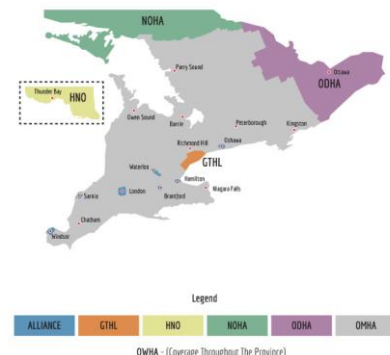 NOHA
Ottawa
Parry Sound
ODHA
Thunder Bay
HNO
Owen Sound
Barrie
Peterborough
Kingston
Richmond Hill
Oshawa
GTHL
Waterloo
Hamilton
Sarnia
London
Brantford
Niagara Falls
Chatham
Windsor
Legend
ALLIANCE GTHL HNO NOHA ODHA OMHA
OWHA - (Coverage Throughout The Province)